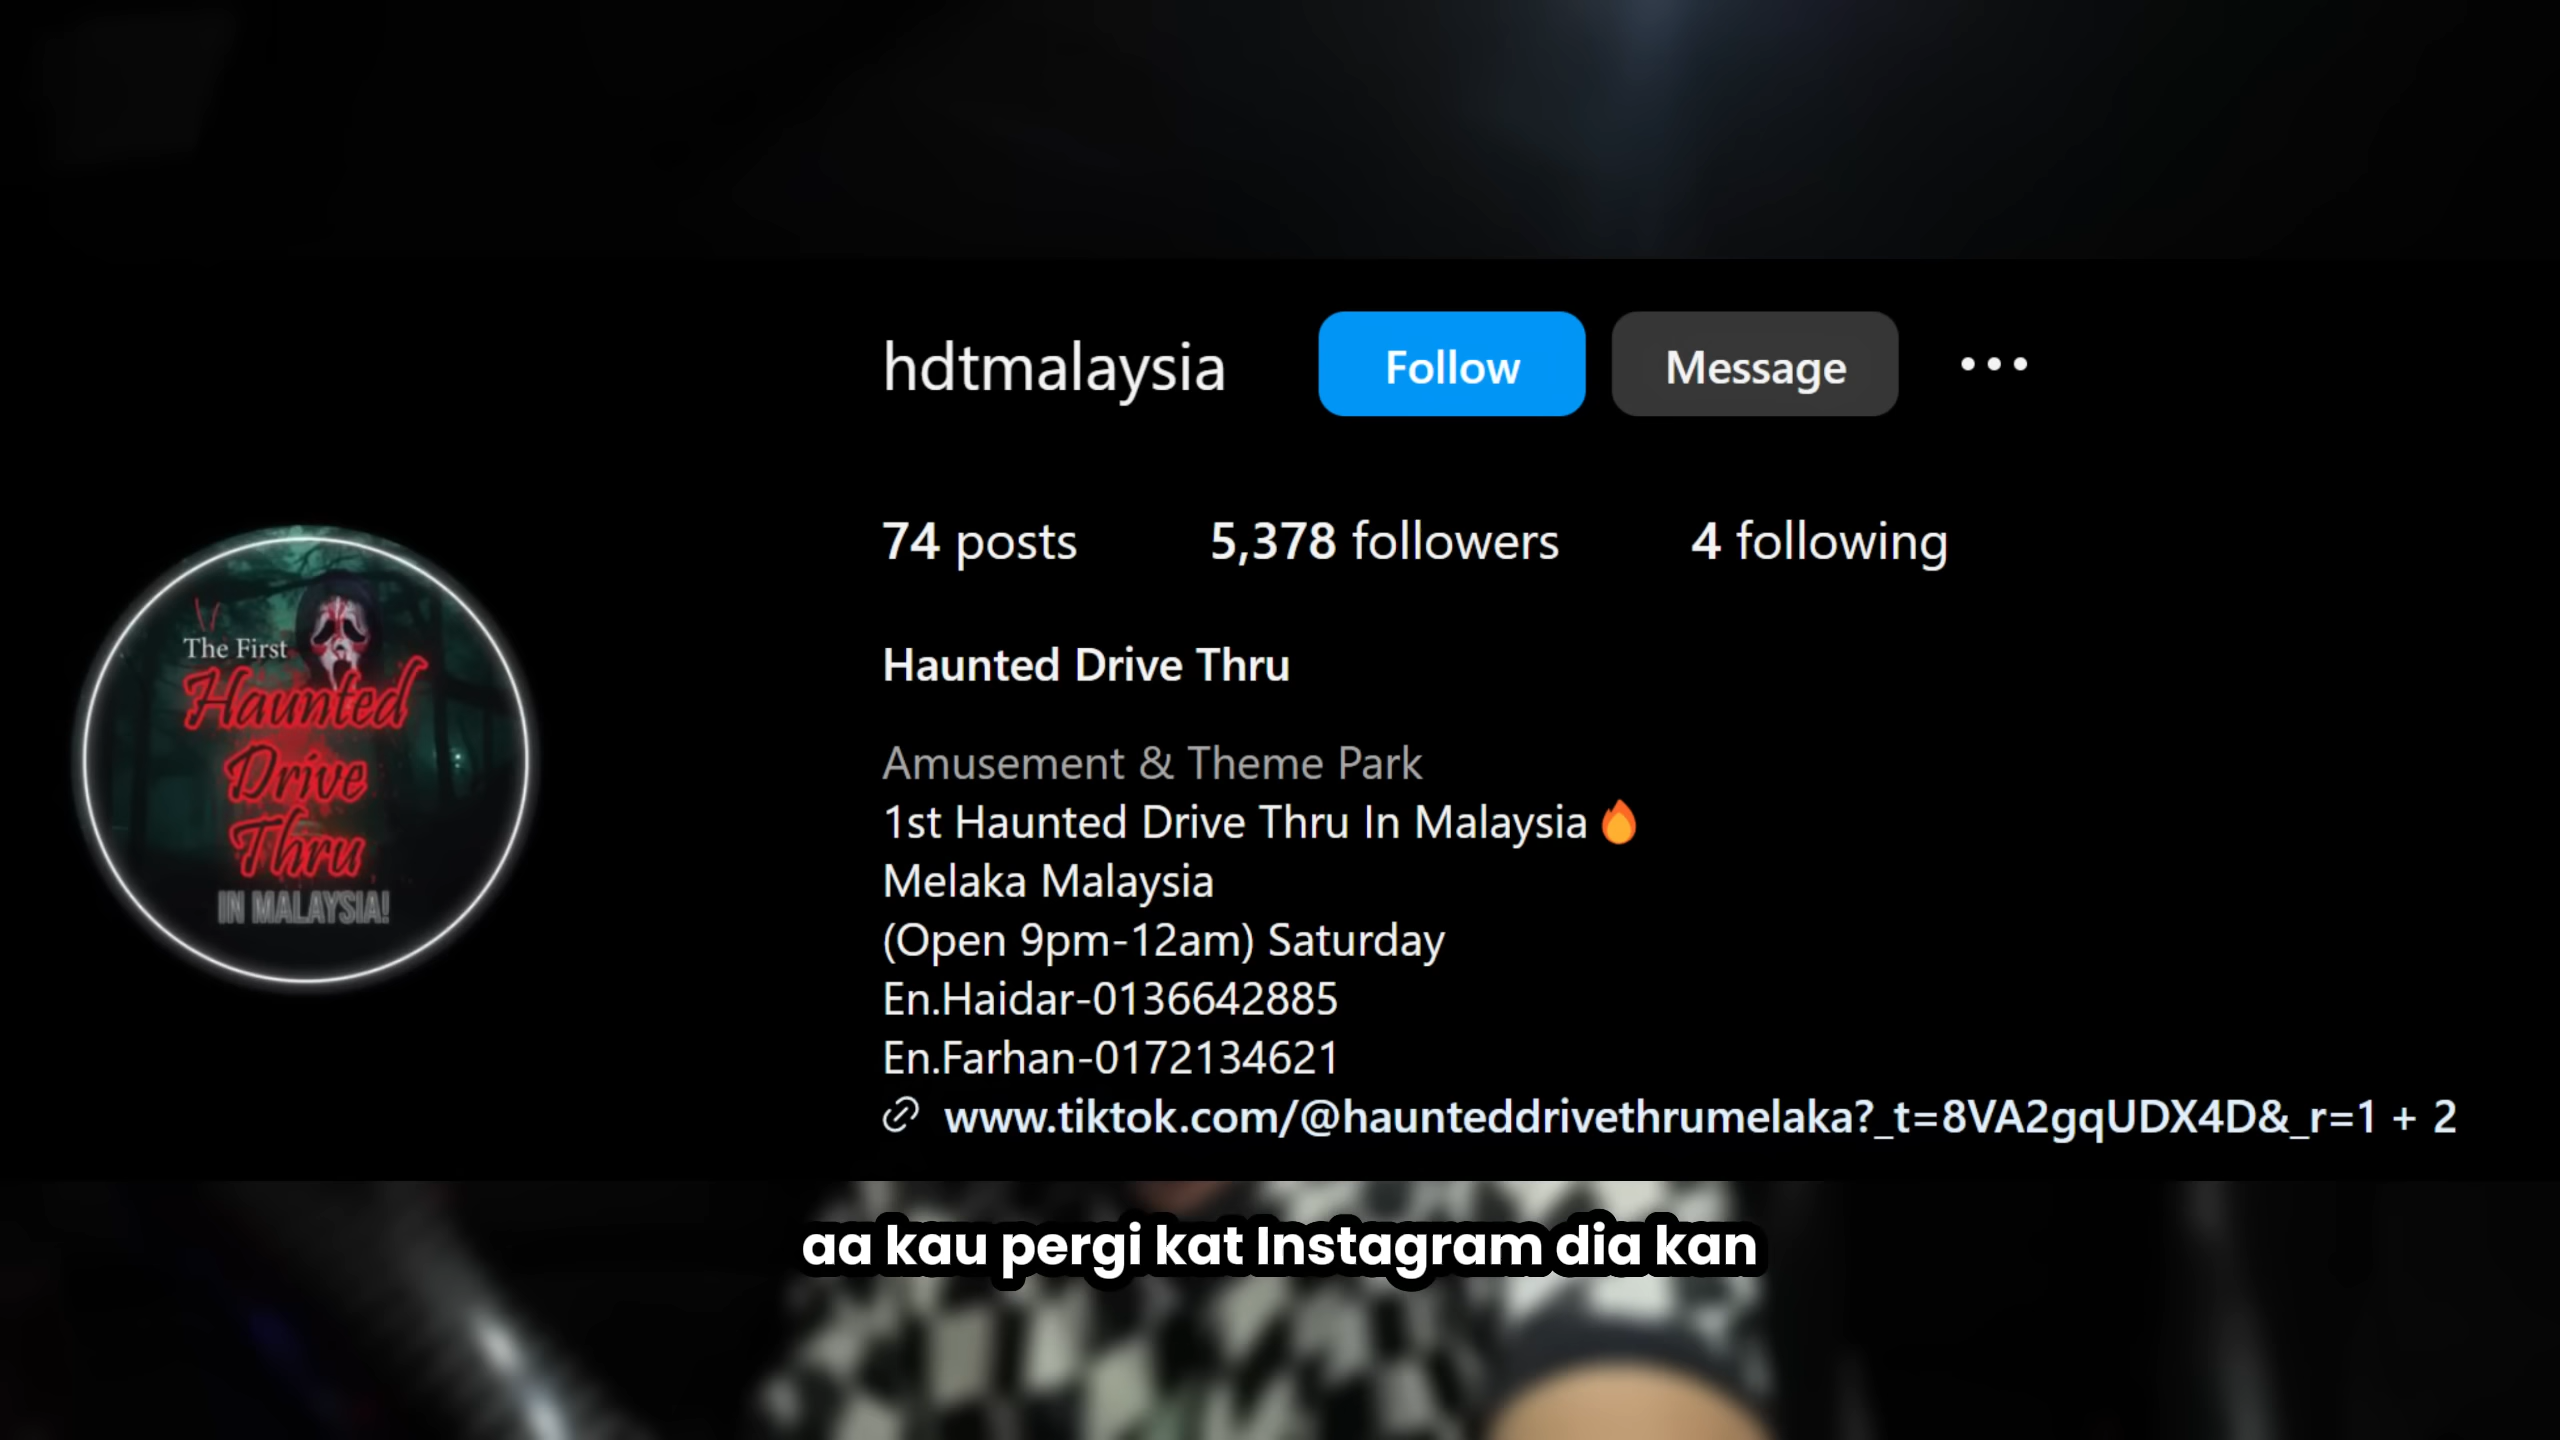 hdtmalaysia
Follow
Message
74 posts
5,378 followers
4 following
Haunted Drive Thru
Amusement & Theme Park
1st Haunted Drive Thru In Malaysia🔥
Melaka Malaysia
(Open 9pm-12am) Saturday
En.Haidar-0136642885
En.Farhan-0172134621
www.tiktok.com/@haunteddrivethrumelaka?_t=8VA2gqUDX4D&_r=1 + 2
The First
Haunted
Drive
Thru
IN MALAYSIA!
aa kau pergi kat Instagram dia kan